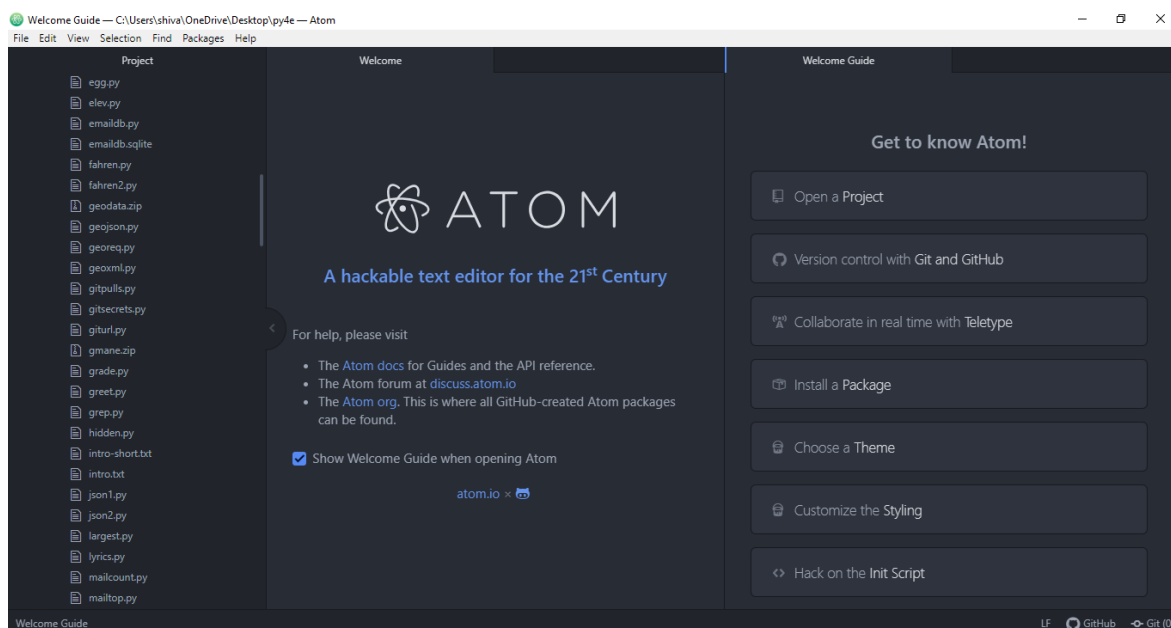 Welcome Guide — C:\Users\shiva\OneDrive\Desktop\py4e — Atom
File Edit View Selection Find Packages Help
Project
egg.py
elev.py
emaildb.py
emaildb.sqlite
fahren.py
fahren2.py
geodata.zip
geojson.py
georeq.py
geoxml.py
gitpulls.py
gitsecrets.py
giturl.py
gmane.zip
grade.py
greet.py
grep.py
hidden.py
intro-short.txt
intro.txt
json1.py
json2.py
largest.py
lyrics.py
mailcount.py
mailtop.py
Welcome
ATOM
A hackable text editor for the 21st Century
For help, please visit
• The Atom docs for Guides and the API reference.
• The Atom forum at discuss.atom.io
• The Atom org. This is where all GitHub-created Atom packages
can be found.
Show Welcome Guide when opening Atom
atom.io ×
Welcome Guide
Get to know Atom!
Open a Project
Version control with Git and GitHub
Collaborate in real time with Teletype
Install a Package
Choose a Theme
Customize the Styling
Hack on the Init Script
Welcome Guide
LF GitHub Git (0